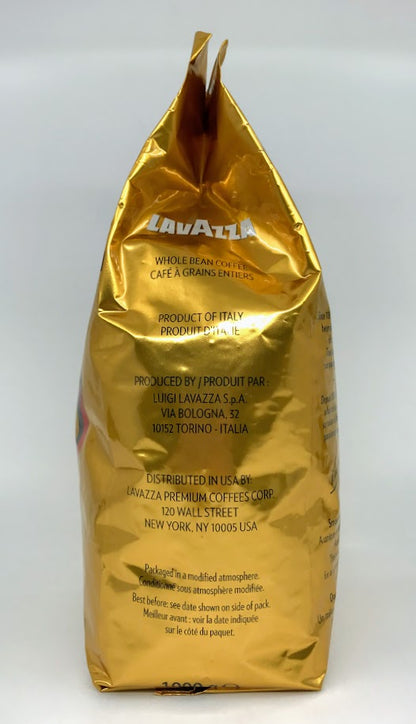 LAVAZZA
WHOLE BEAN COFFEE
CAFÉ À GRAINS ENTIERS
PRODUCT OF ITALY
PRODUIT D'ITALIE
PRODUCED BY / PRODUIT PAR :
LUIGI LAVAZZA S.p.A.
VIA BOLOGNA, 32
10152 TORINO - ITALIA
DISTRIBUTED IN USA BY:
LAVAZZA PREMIUM COFFEES CORP.
120 WALL STREET
NEW YORK, NY 10005 USA
Packaged in a modified atmosphere.
Conditionné sous atmosphère modifiée.
Best before: see date shown on side of pack.
Meilleur avant : voir la date indiquée
sur le côté du paquet.